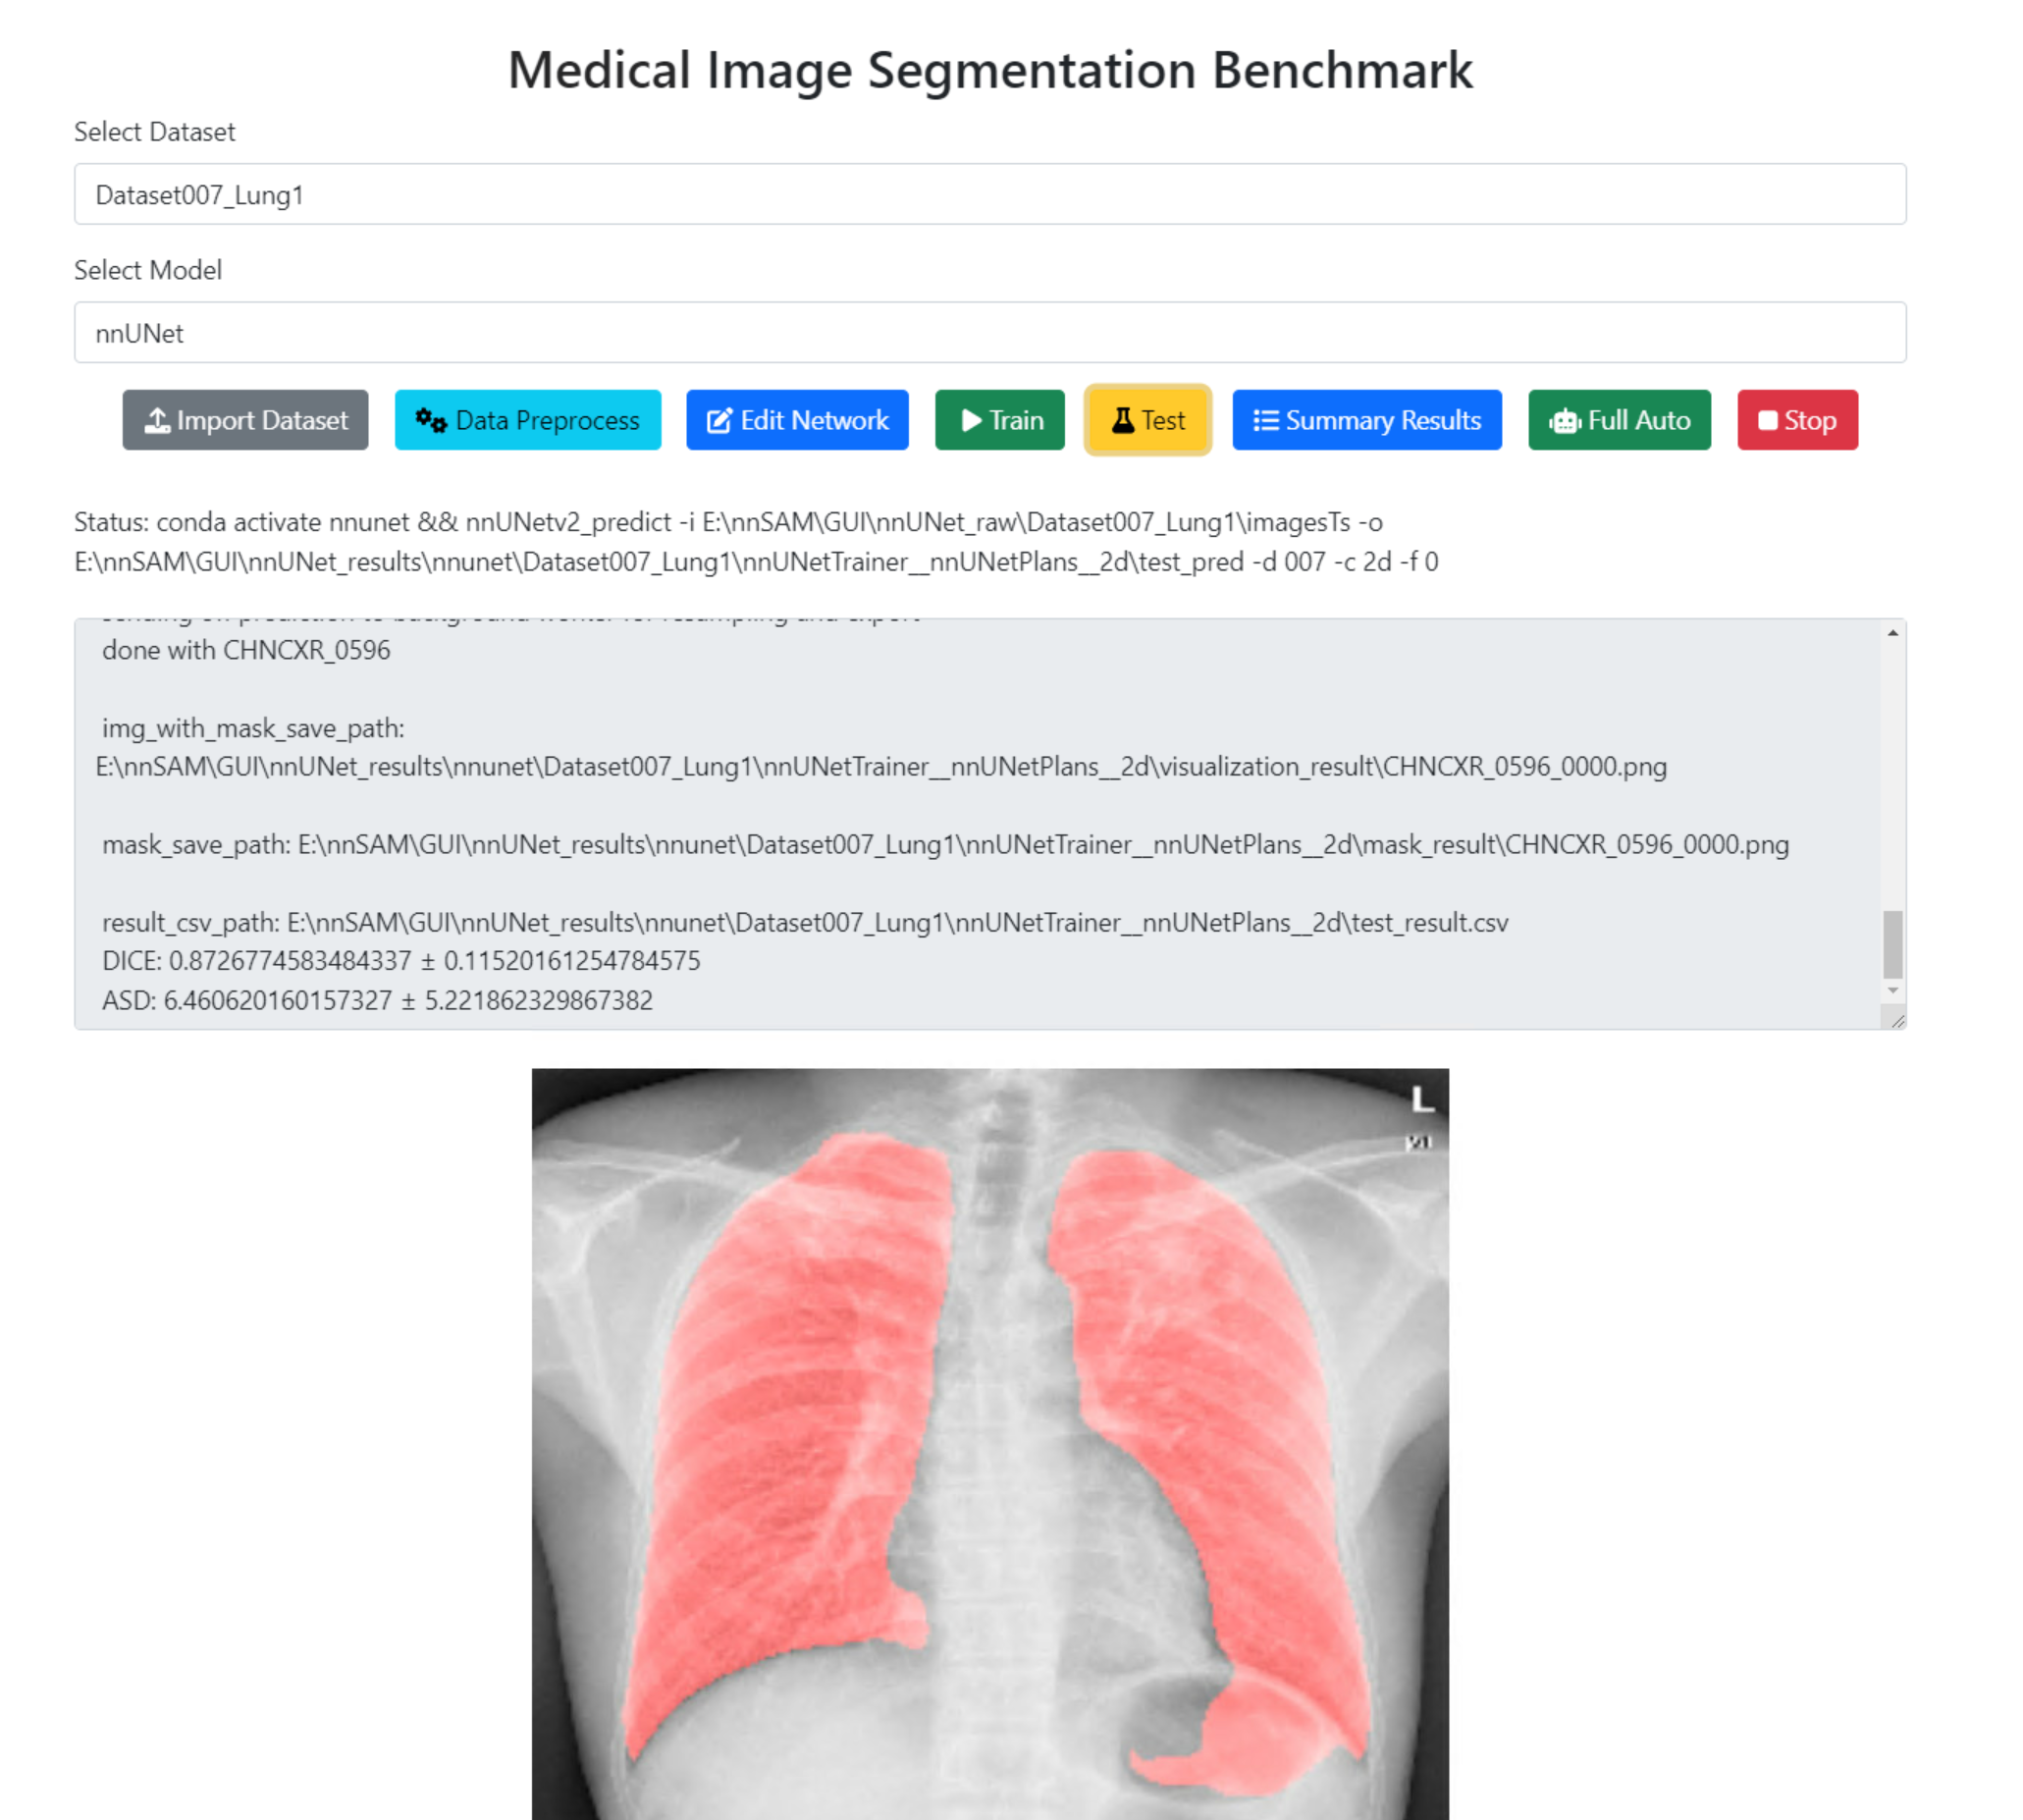 Medical Image Segmentation Benchmark
Select Dataset
Dataset007_Lung1
Select Model
nnUNet
Import Dataset Data Preprocess Edit Network Train Test Summary Results Full Auto Stop
Status: conda activate nnunet && nnUNetv2_predict -i E:\nnSAM\GUI\nnUNet_raw\Dataset007_Lung1\imagesTs -o
E:\nnSAM\GUI\nnUNet_results\nnunet\Dataset007_Lung1\nnUNetTrainer__nnUNetPlans__2d\test_pred -d 007 -c 2d -f 0
done with CHNCXR_0596
img_with_mask_save_path:
E:\nnSAM\GUI\nnUNet_results\nnunet\Dataset007_Lung1\nnUNetTrainer__nnUNetPlans__2d\visualization_result\CHNCXR_0596_0000.png
mask_save_path: E:\nnSAM\GUI\nnUNet_results\nnunet\Dataset007_Lung1\nnUNetTrainer__nnUNetPlans__2d\mask_result\CHNCXR_0596_0000.png
result_csv_path: E:\nnSAM\GUI\nnUNet_results\nnunet\Dataset007_Lung1\nnUNetTrainer__nnUNetPlans__2d\test_result.csv
DICE: 0.8726774583484337 ± 0.11520161254784575
ASD: 6.460620160157327 ± 5.221862329867382
L